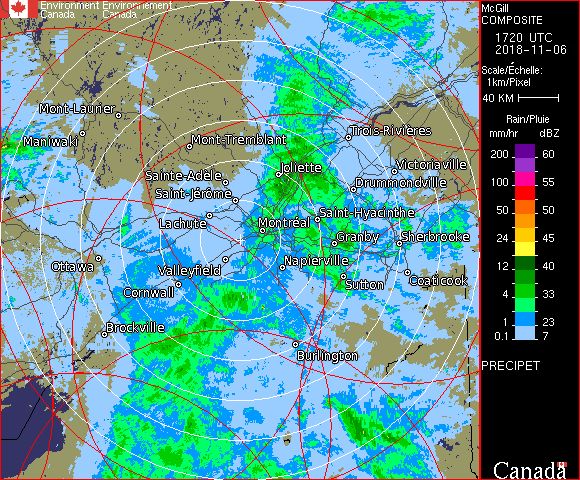 Environment Environnement
Canada Canada
McGill
COMPOSITE
1720 UTC
2018-11-06
Scale/Échelle:
1km/Pixel
40 KM
Rain/Pluie
mm/hr dBZ
200 60
100 55
50 50
24 45
12 40
4 33
1 23
0.1 7
PRECIPET
Canada
Mont-Laurier
Maniwaki
Mont-Tremblant
Trois-Rivières
Victoriaville
Joliette
Sainte-Adèle
Drummondville
Saint-Jérôme
Saint-Hyacinthe
Lachute
Montréal
Granby
Sherbrooke
Ottawa
Valleyfield
Napierville
Sutton
Coaticook
Cornwall
Brockville
Burlington